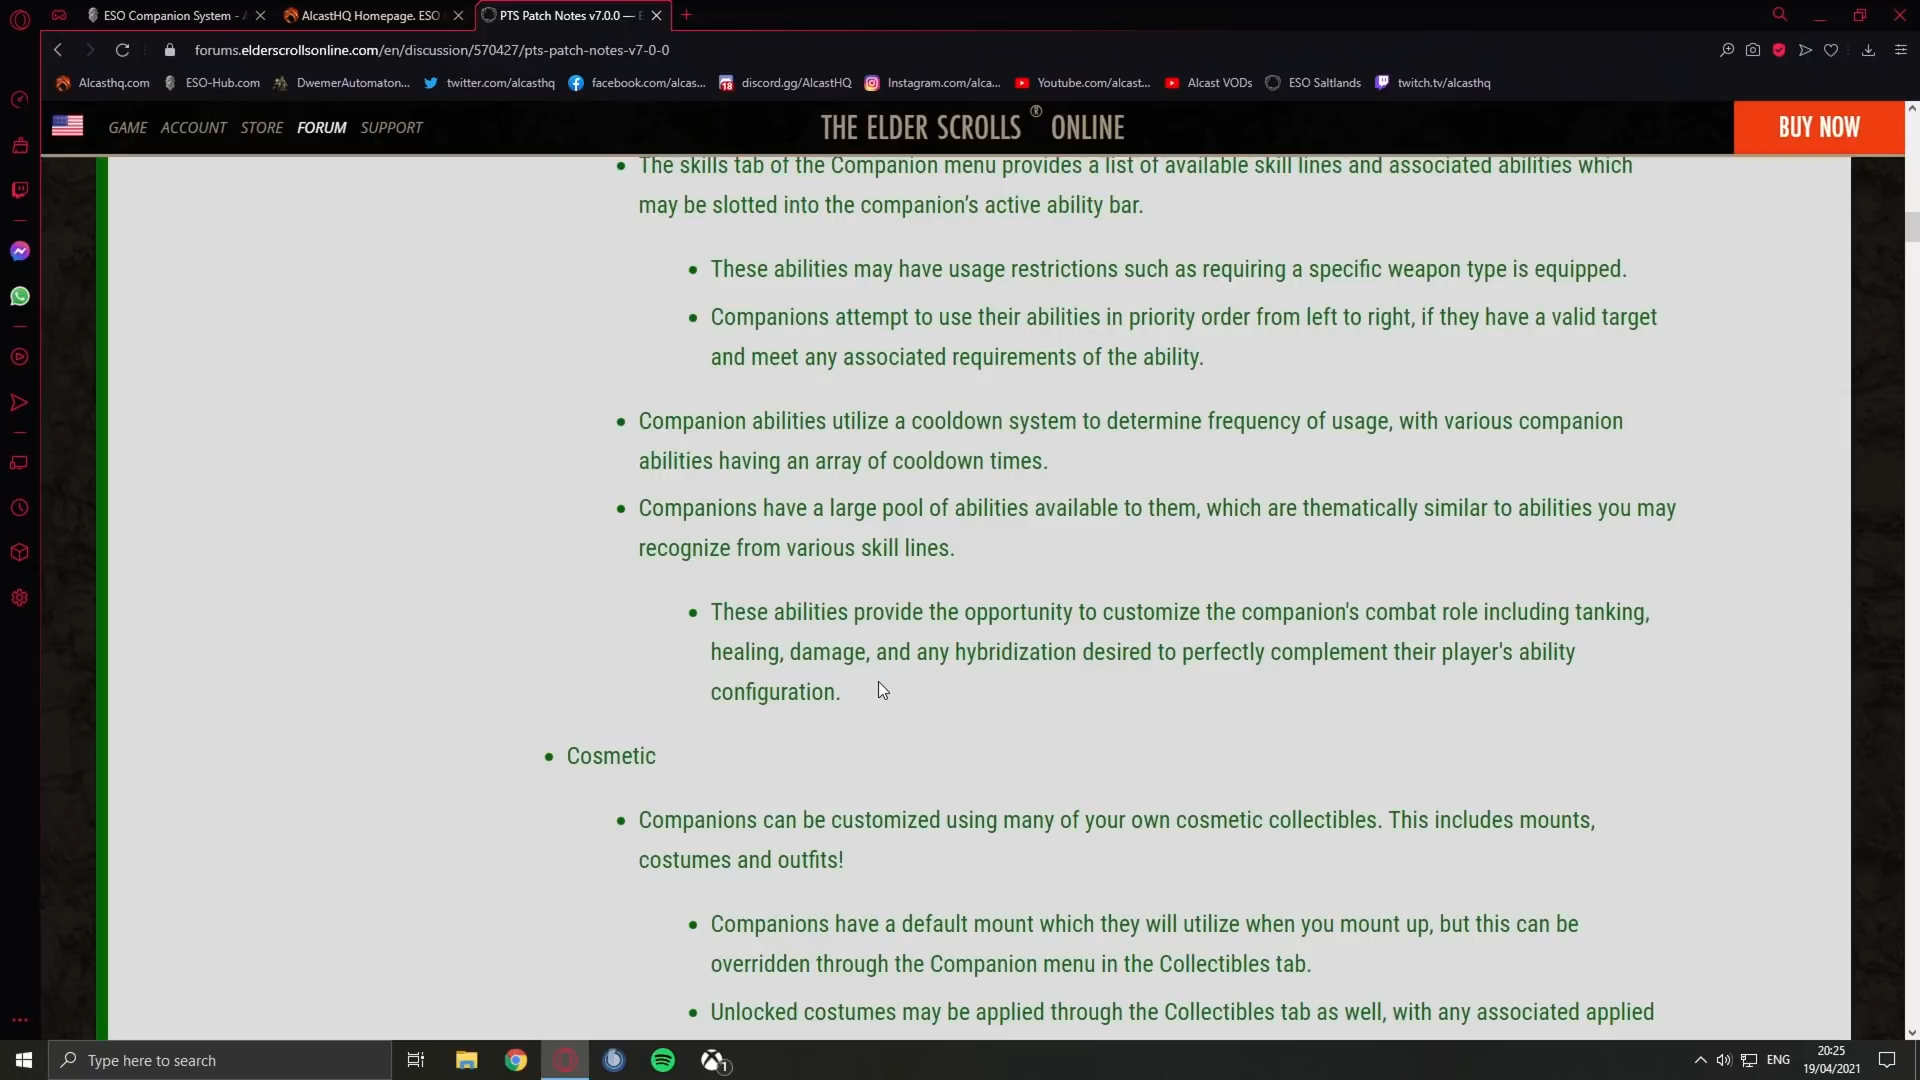 ESO Companion System - A
AlcastHQ Homepage. ESO
PTS Patch Notes v7.0.0 — E
forums.elderscrollsonline.com/en/discussion/570427/pts-patch-notes-v7-0-0
Alcasthq.com
ESO-Hub.com
DwemerAutomaton...
twitter.com/alcasthq
facebook.com/alcas...
18
discord.gg/AlcastHQ
Instagram.com/alca...
Youtube.com/alcast...
Alcast VODs
ESO Saltlands
twitch.tv/alcasthq
GAME ACCOUNT STORE FORUM SUPPORT
THE ELDER SCROLLS ® ONLINE
BUY NOW
• The skills tab of the Companion menu provides a list of available skill lines and associated abilities which
may be slotted into the companion’s active ability bar.
• These abilities may have usage restrictions such as requiring a specific weapon type is equipped.
• Companions attempt to use their abilities in priority order from left to right, if they have a valid target
and meet any associated requirements of the ability.
• Companion abilities utilize a cooldown system to determine frequency of usage, with various companion
abilities having an array of cooldown times.
• Companions have a large pool of abilities available to them, which are thematically similar to abilities you may
recognize from various skill lines.
• These abilities provide the opportunity to customize the companion's combat role including tanking,
healing, damage, and any hybridization desired to perfectly complement their player's ability
configuration.
• Cosmetic
• Companions can be customized using many of your own cosmetic collectibles. This includes mounts,
costumes and outfits!
• Companions have a default mount which they will utilize when you mount up, but this can be
overridden through the Companion menu in the Collectibles tab.
• Unlocked costumes may be applied through the Collectibles tab as well, with any associated applied
Type here to search
1
ENG
20:25
19/04/2021